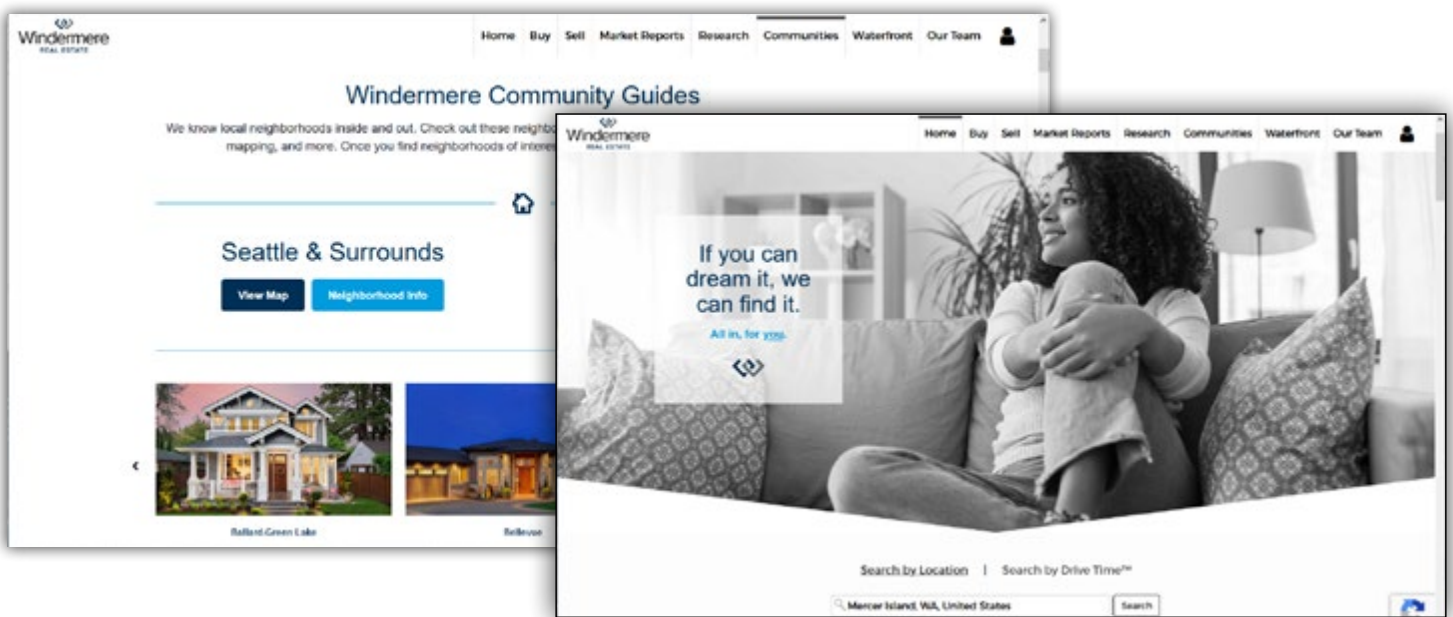 Windermere
REAL ESTATE
Home Buy Sell Market Reports Research Communities Waterfront Our Team
Windermere Community Guides
We know local neighborhoods inside and out. Check out these neighbo
mapping, and more. Once you find neighborhoods of interes
Seattle & Surrounds
View Map Neighborhood Info
Ballard-Green Lake Bellevue
Windermere
REAL ESTATE
Home Buy Sell Market Reports Research Communities Waterfront Our Team
If you can
dream it, we
can find it.
All in, for you.
Search by Location | Search by Drive Time™
Mercer Island, WA, United States Search